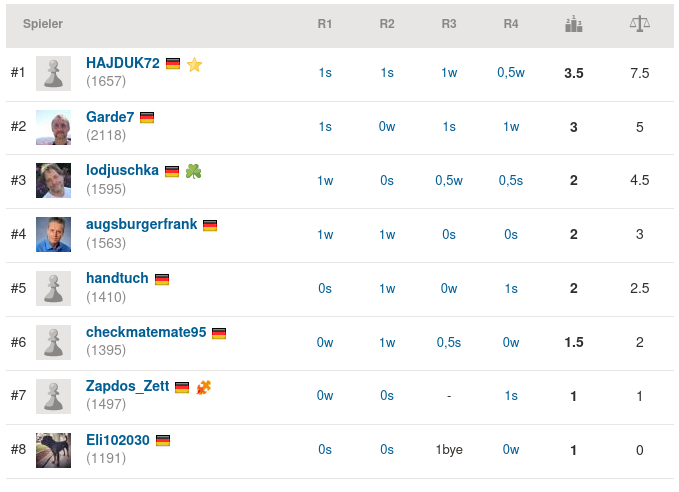 Spieler R1 R2 R3 R4
#1 HAJDUK72 1s 1s 1w 0,5w 3.5 7.5
(1657)
#2 Garde7 1s 0w 1s 1w 3 5
(2118)
#3 lodjuschka 1w 0s 0,5w 0,5s 2 4.5
(1595)
#4 augsburgerfrank 1w 1w 0s 0s 2 3
(1563)
#5 handtuch 0s 1w 0w 1s 2 2.5
(1410)
#6 checkmatemate95 0w 1w 0,5s 0w 1.5 2
(1395)
#7 Zapdos_Zett 0w 0s - 1s 1 1
(1497)
#8 Eli102030 0s 0s 1bye 0w 1 0
(1191)